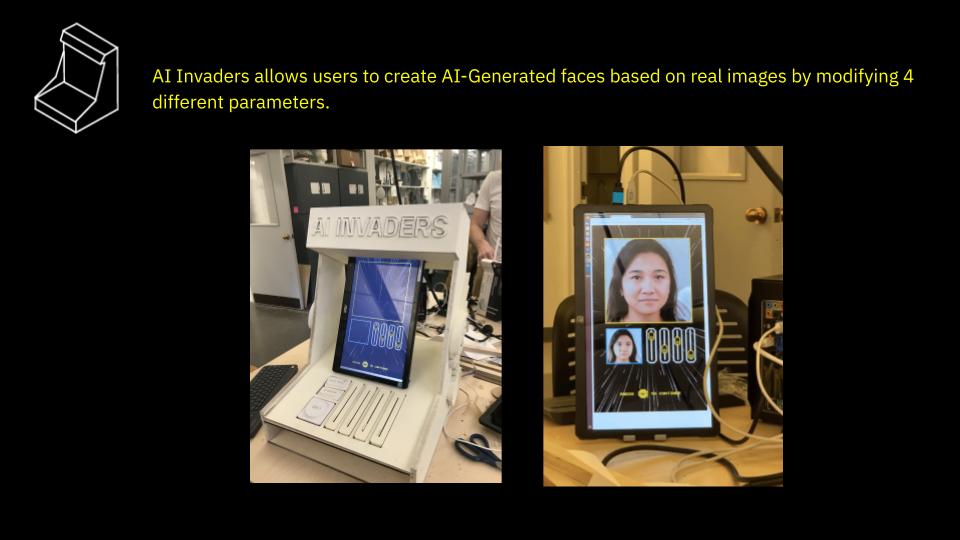 AI Invaders allows users to create AI-Generated faces based on real images by modifying 4
different parameters.
AI INVADERS